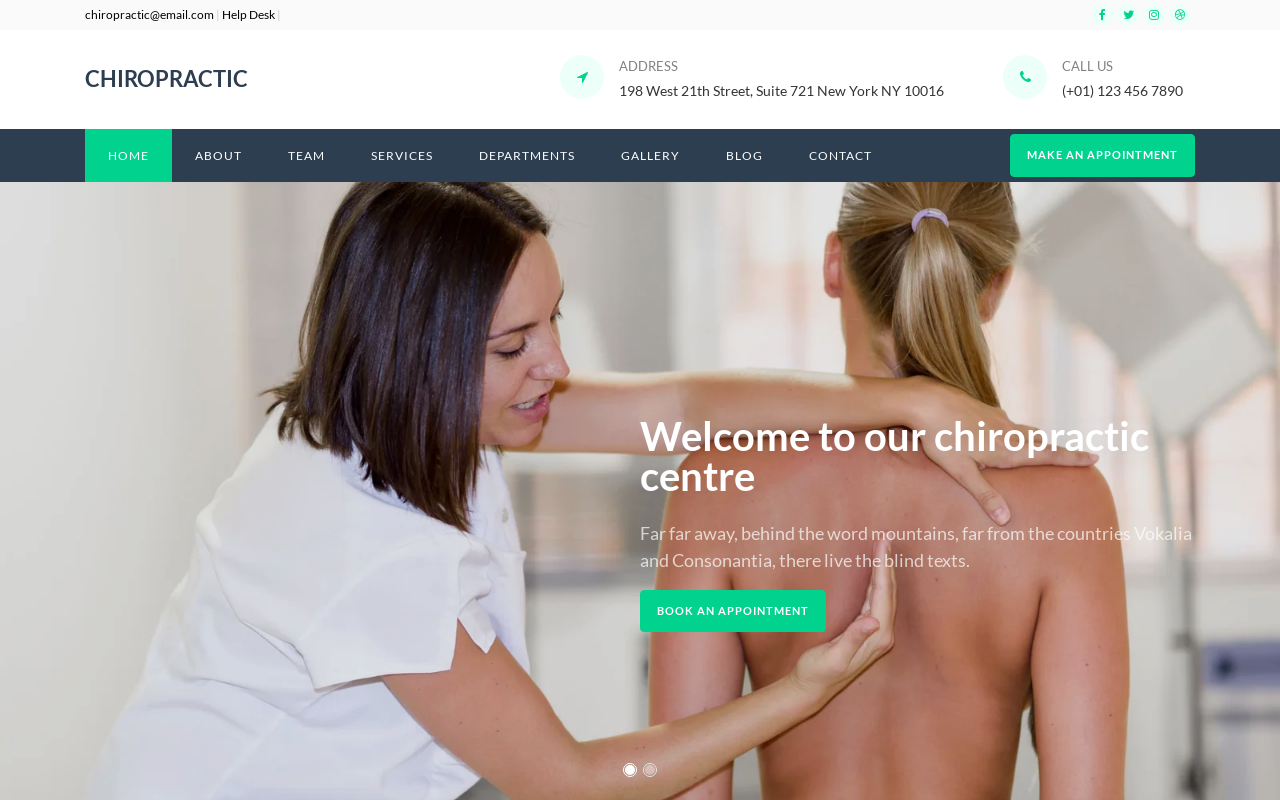 chiropractic@email.com | Help Desk |
CHIROPRACTIC
ADDRESS
198 West 21th Street, Suite 721 New York NY 10016
CALL US
(+01) 123 456 7890
HOME
ABOUT
TEAM
SERVICES
DEPARTMENTS
GALLERY
BLOG
CONTACT
MAKE AN APPOINTMENT
Welcome to our chiropractic
centre
Far far away, behind the word mountains, far from the countries Vokalia
and Consonantia, there live the blind texts.
BOOK AN APPOINTMENT